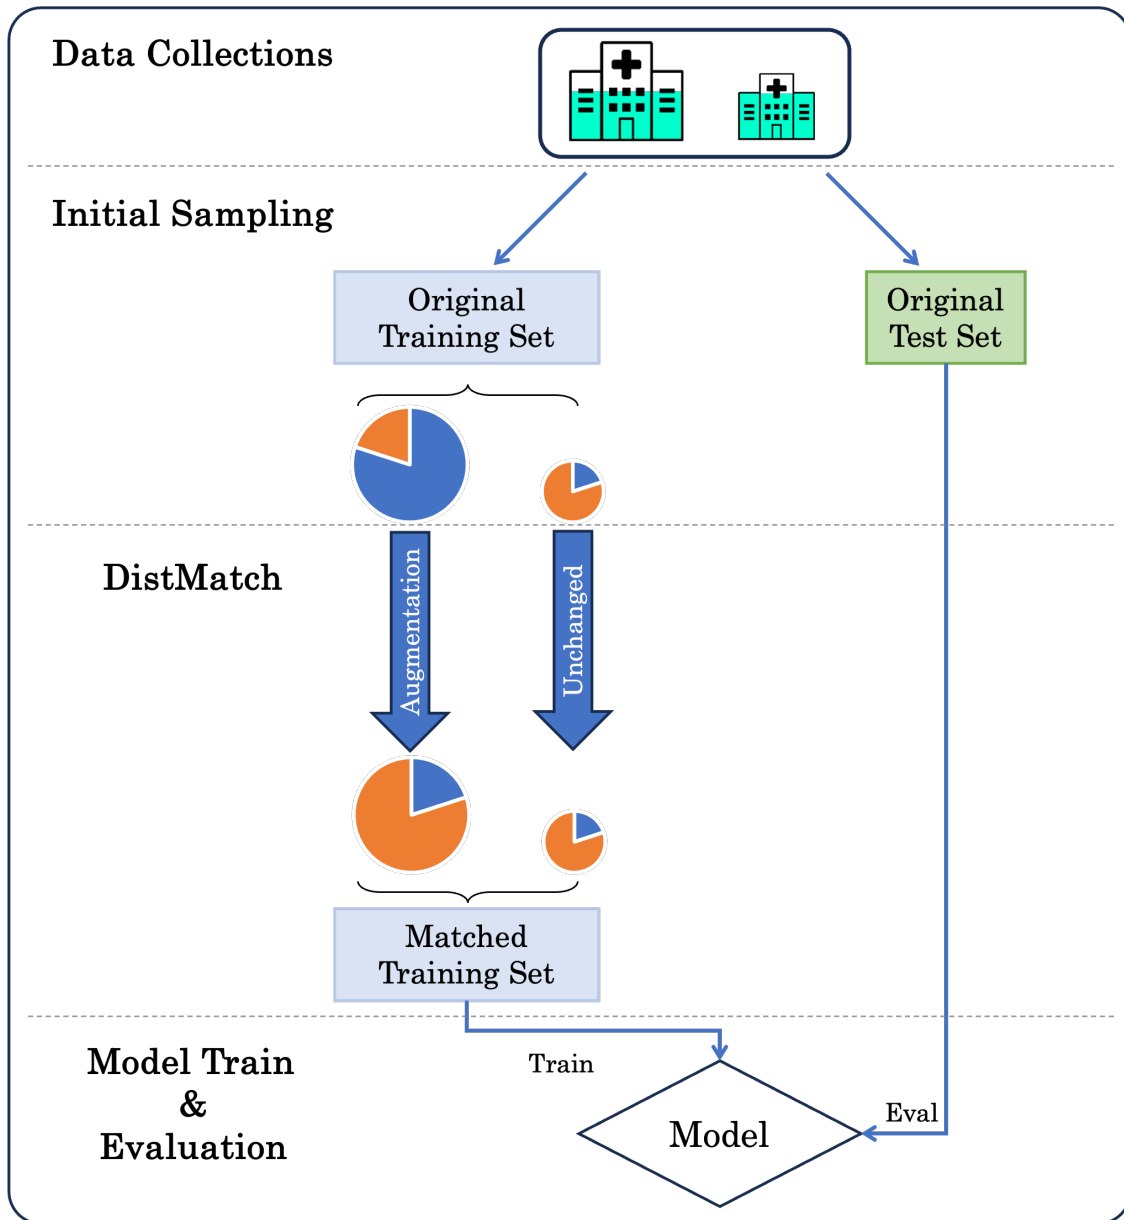 Data Collections
Initial Sampling
Original
Training Set
Original
Test Set
DistMatch
Augmentation
Unchanged
Matched
Training Set
Model Train
&
Evaluation
Train
Eval
Model